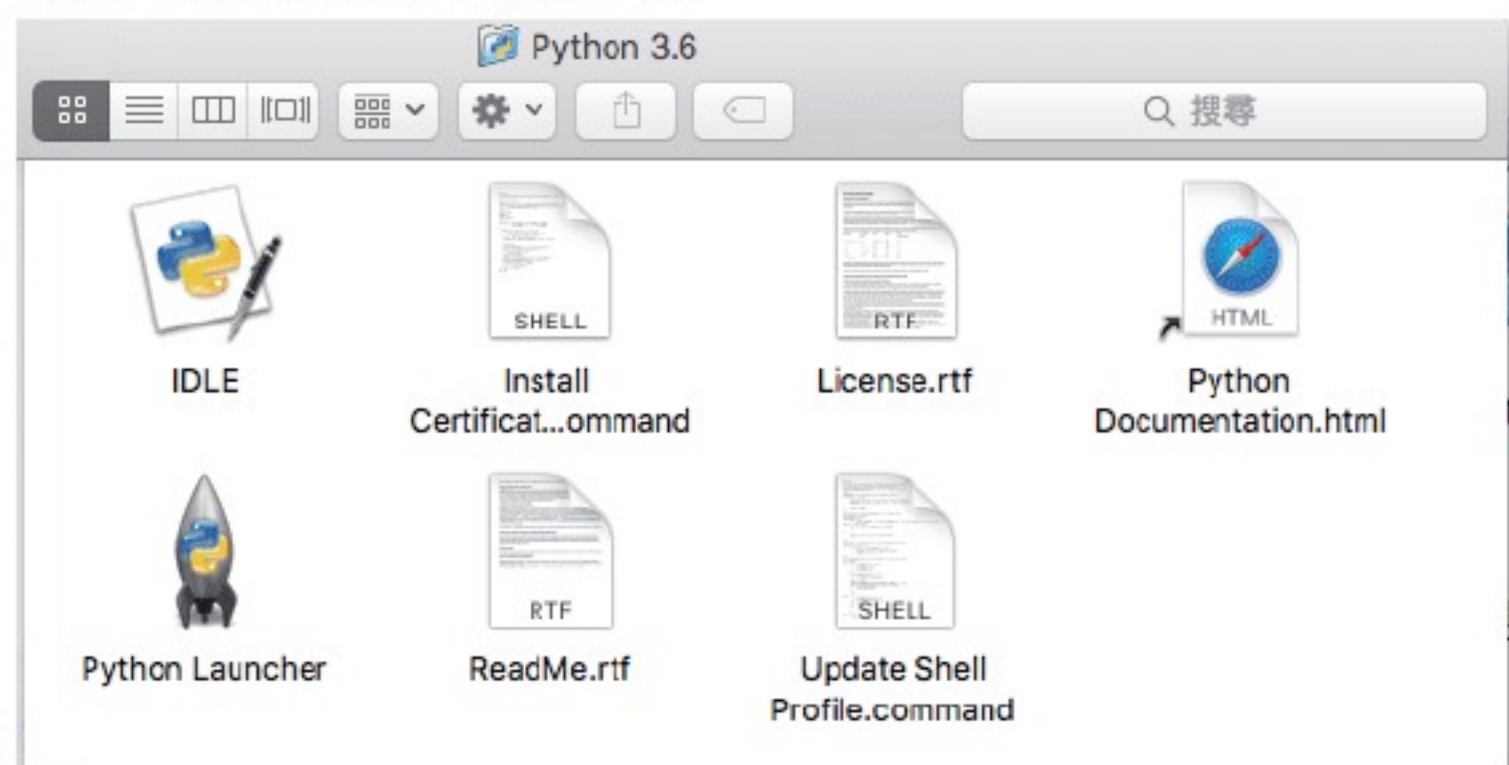 Python 3.6
搜尋
SHELL
RTF
HTML
IDLE
Install
Certificat...ommand
License.rtf
Python
Documentation.html
RTF
SHELL
Python Launcher
ReadMe.rtf
Update Shell
Profile.command